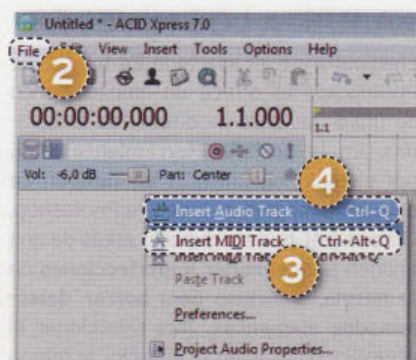 Untitled * - ACID Xpress 7.0
File Edit View Insert Tools Options Help
2
00:00:00,000 1.1.000
1.1
Vol: -6,0 dB Pan: Center
4
Insert Audio Track Ctrl+Q
Insert MIDI Track Ctrl+Alt+Q
3
Paste Track
Preferences...
Project Audio Properties...